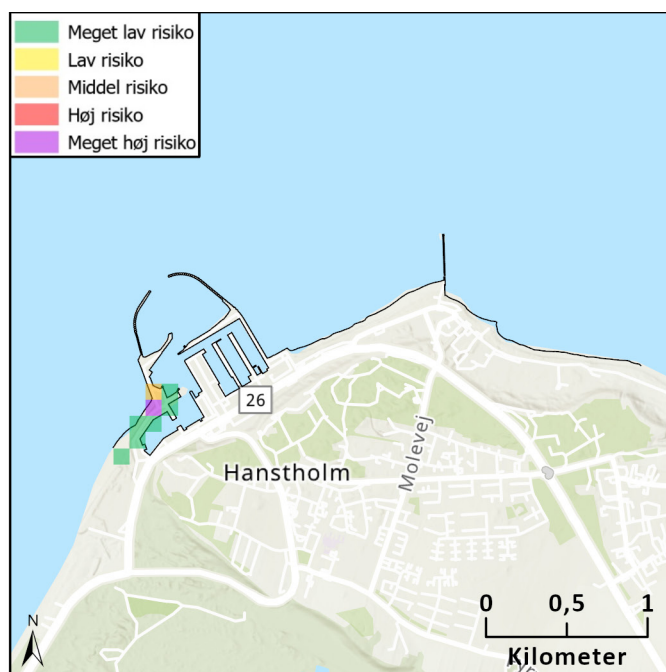 Meget lav risiko
Lav risiko
Middel risiko
Høj risiko
Meget høj risiko
26
Hanstholm
Molevej
N
0 0,5 1
Kilometer